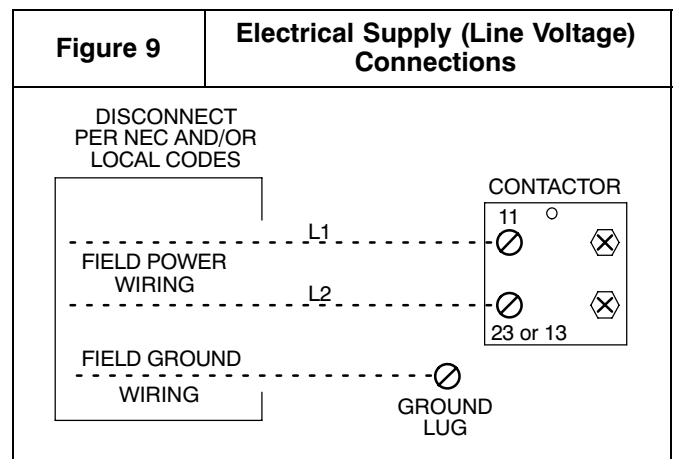 Figure 9
Electrical Supply (Line Voltage)
Connections
DISCONNECT
PER NEC AND/OR
LOCAL CODES
CONTACTOR
11
L1
FIELD POWER
WIRING
L2
23 or 13
FIELD GROUND
WIRING
GROUND
LUG